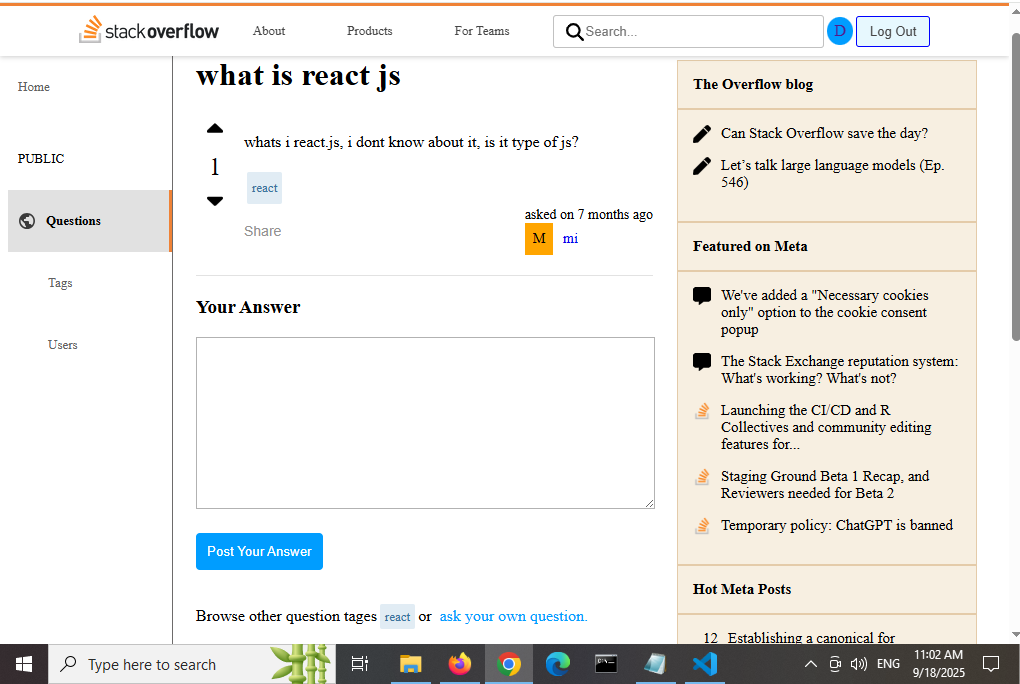 stackoverflow
About
Products
For Teams
Search...
D
Log Out
Home
PUBLIC
Questions
Tags
Users
what is react js
1
whats i react.js, i dont know about it, is it type of js?
react
Share
asked on 7 months ago
M
mi
Your Answer
Post Your Answer
Browse other question tages react or ask your own question.
The Overflow blog
Can Stack Overflow save the day?
Let’s talk large language models (Ep.
546)
Featured on Meta
We've added a "Necessary cookies
only" option to the cookie consent
popup
The Stack Exchange reputation system:
What's working? What's not?
Launching the CI/CD and R
Collectives and community editing
features for...
Staging Ground Beta 1 Recap, and
Reviewers needed for Beta 2
Temporary policy: ChatGPT is banned
Hot Meta Posts
12 Establishing a canonical for
Type here to search
ENG
11:02 AM
9/18/2025